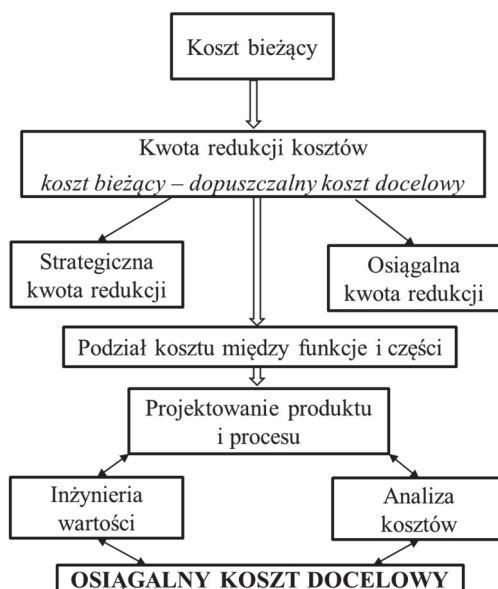 Koszt bieżący
Kwota redukcji kosztów
koszt bieżący – dopuszczalny koszt docelowy
Strategiczna
kwota redukcji
Osiągalna
kwota redukcji
Podział kosztu między funkcje i części
Projektowanie produktu
i procesu
Inżynieria
wartości
Analiza
kosztów
OSIĄGALNY KOSZT DOCELOWY